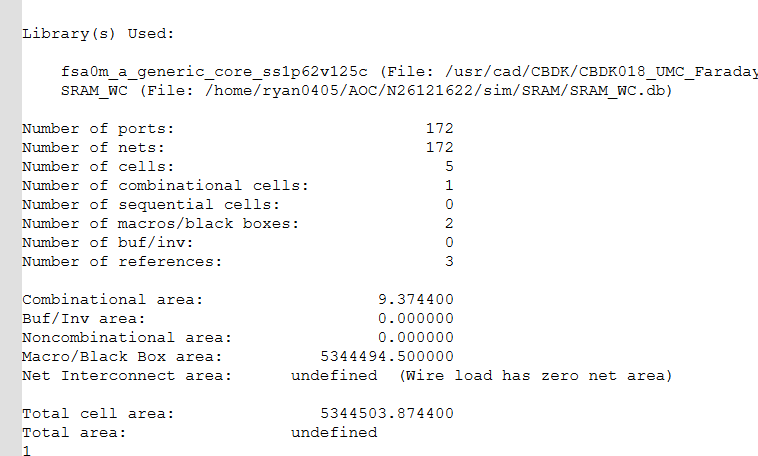 Library(s) Used:
fsa0m_a_generic_core_ss1p62v125c (File: /usr/cad/CBDK/CBDK018_UMC_Faraday
SRAM_WC (File: /home/ryan0405/AOC/N26121622/sim/SRAM/SRAM_WC.db)
Number of ports: 172
Number of nets: 172
Number of cells: 5
Number of combinational cells: 1
Number of sequential cells: 0
Number of macros/black boxes: 2
Number of buf/inv: 0
Number of references: 3
Combinational area: 9.374400
Buf/Inv area: 0.000000
Noncombinational area: 0.000000
Macro/Black Box area: 5344494.500000
Net Interconnect area: undefined (Wire load has zero net area)
Total cell area: 5344503.874400
Total area: undefined
1